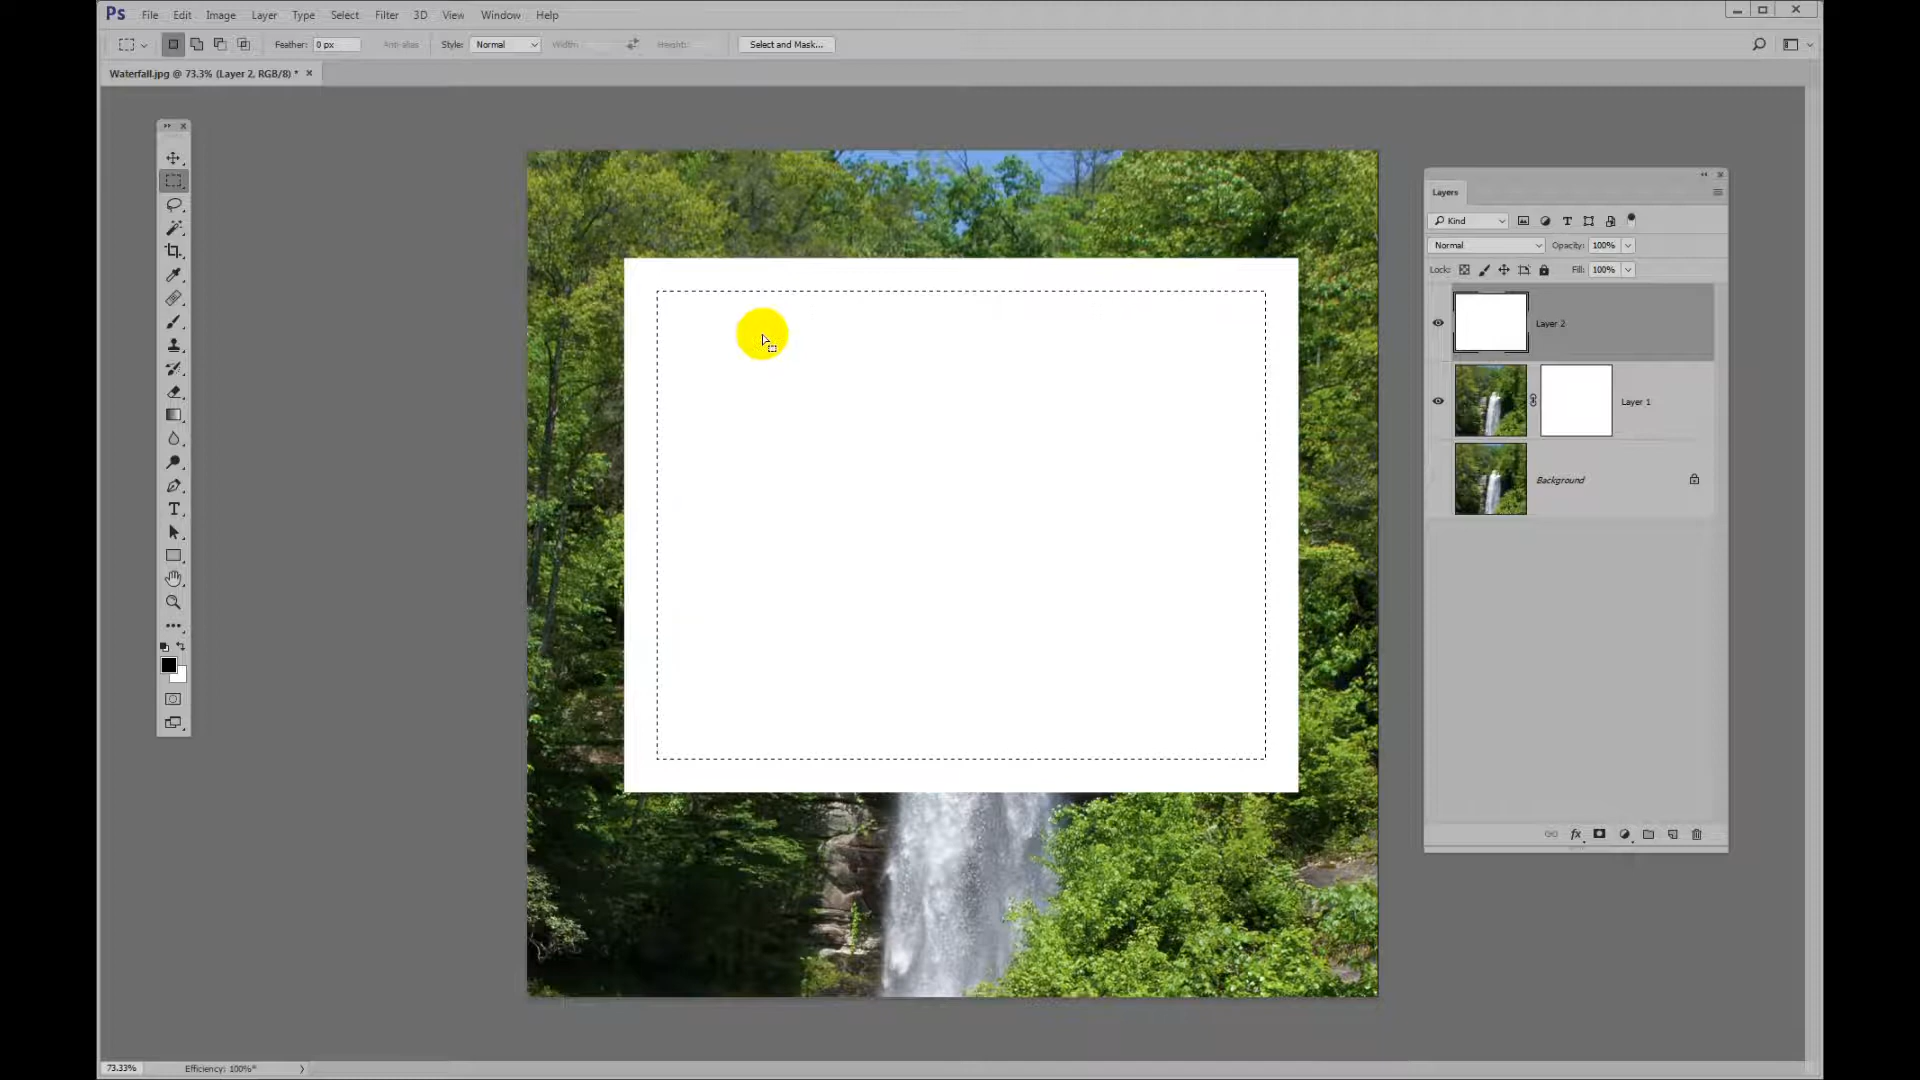 Ps File Edit Image Layer Type Select Filter 3D View Window Help
Feather: 0 px Anti-alias Style: Normal Width: Height: Select and Mask...
Waterfall.jpg @ 73.3% (Layer 2, RGB/8) * ×
Layers
Kind
Normal Opacity: 100%
Lock: Fill: 100%
Layer 2
Layer 1
Background
fx
73.33% Efficiency: 100%*